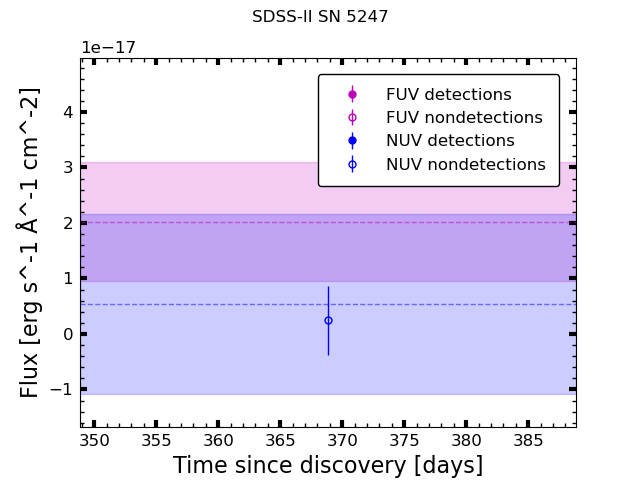 SDSS-II SN 5247
1e−17
FUV detections
FUV nondetections
NUV detections
NUV nondetections
4
3
2
1
0
−1
Flux [erg s^-1 Å^-1 cm^-2]
350 355 360 365 370 375 380 385
Time since discovery [days]